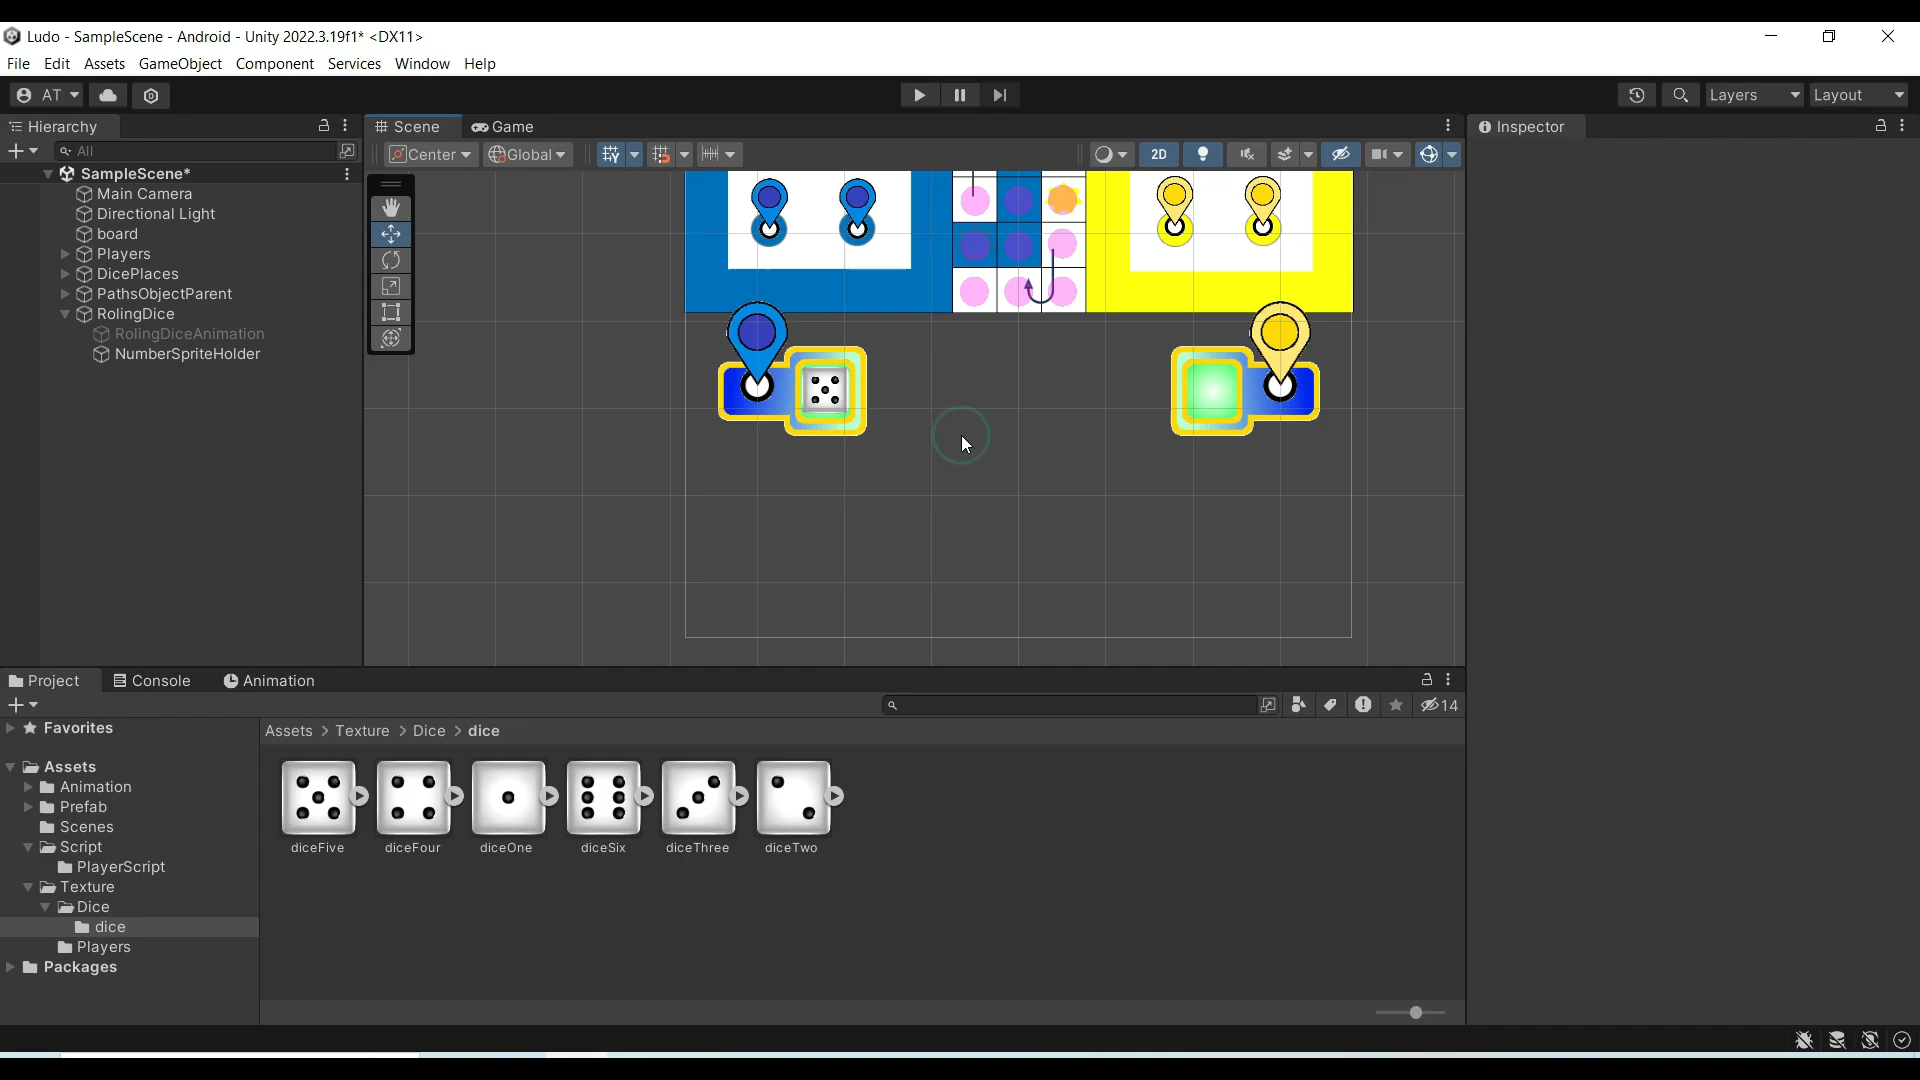 Ludo - SampleScene - Android - Unity 2022.3.19f1* <DX11>
File Edit Assets GameObject Component Services Window Help
AT Layers Layout
Hierarchy
All
SampleScene*
Main Camera
Directional Light
board
Players
DicePlaces
PathsObjectParent
RolingDice
RolingDiceAnimation
NumberSpriteHolder
Scene Game
Center Global 2D
Inspector
Project Console Animation
14
Favorites
Assets
Animation
Prefab
Scenes
Script
PlayerScript
Texture
Dice
dice
Players
Packages
Assets > Texture > Dice > dice
diceFive diceFour diceOne diceSix diceThree diceTwo